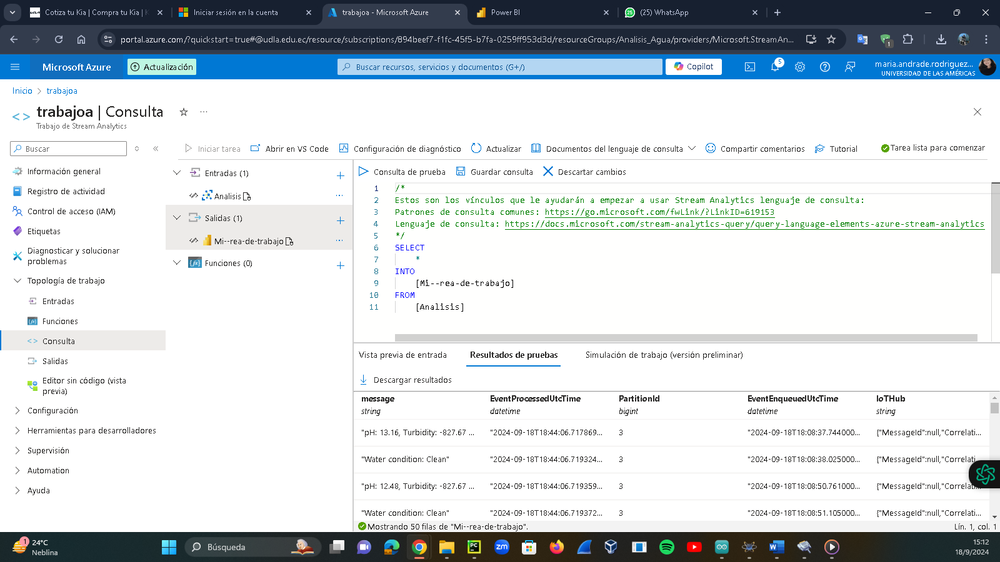 Cotiza tu Kia | Compra tu Kia | K
Iniciar sesión en la cuenta
trabajoa - Microsoft Azure
Power BI
(25) WhatsApp
portal.azure.com/?quickstart=true#@udla.edu.ec/resource/subscriptions/894beef7-f1fc-45f5-b7fa-0259ff953d3d/resourceGroups/Analisis_Agua/providers/Microsoft.StreamAn...
1
Microsoft Azure
Actualización
Buscar recursos, servicios y documentos (G+/)
Copilot
5
maria.andrade.rodriguez...
UNIVERSIDAD DE LAS AMÉRICAS
Inicio > trabajoa
trabajoa | Consulta
Trabajo de Stream Analytics
Buscar
Iniciar tarea
Abrir en VS Code
Configuración de diagnóstico
Actualizar
Documentos del lenguaje de consulta
Compartir comentarios
Tutorial
Tarea lista para comenzar
Información general
Registro de actividad
Control de acceso (IAM)
Etiquetas
Diagnosticar y solucionar
problemas
Topología de trabajo
Entradas
Funciones
Consulta
Salidas
Editor sin código (vista
previa)
Configuración
Herramientas para desarrolladores
Supervisión
Automation
Ayuda
Entradas (1)
Analisis
Salidas (1)
Mi--rea-de-trabajo
Funciones (0)
Consulta de prueba
Guardar consulta
Descartar cambios
1 /*
2 Estos son los vínculos que le ayudarán a empezar a usar Stream Analytics lenguaje de consulta:
3 Patrones de consulta comunes: https://go.microsoft.com/fwLink/?LinkID=619153
4 Lenguaje de consulta: https://docs.microsoft.com/stream-analytics-query/query-language-elements-azure-stream-analytics
5 */
6 SELECT
7 *
8 INTO
9 [Mi--rea-de-trabajo]
10 FROM
11 [Analisis]
Vista previa de entrada
Resultados de pruebas
Simulación de trabajo (versión preliminar)
Descargar resultados
message EventProcessedUtcTime PartitionId EventEnqueuedUtcTime IoTHub
string datetime bigint datetime string
"pH: 13.16, Turbidity: -827.67 ... "2024-09-18T18:44:06.717869... 3 "2024-09-18T18:08:37.744000... {"MessageId":null,"Correlati...
"Water condition: Clean" "2024-09-18T18:44:06.719324... 3 "2024-09-18T18:08:38.025000... {"MessageId":null,"Correlati...
"pH: 12.48, Turbidity: -827.67 ... "2024-09-18T18:44:06.719359... 3 "2024-09-18T18:08:50.761000... {"MessageId":null,"Correlati...
"Water condition: Clean" "2024-09-18T18:44:06.719372... 3 "2024-09-18T18:08:51.105000... {"MessageId":null,"Correlati...
Mostrando 50 filas de "Mi--rea-de-trabajo".
Lín. 1, col. 1
1
24°C
Neblina
Búsqueda
PC
zm
W
15:12
18/9/2024